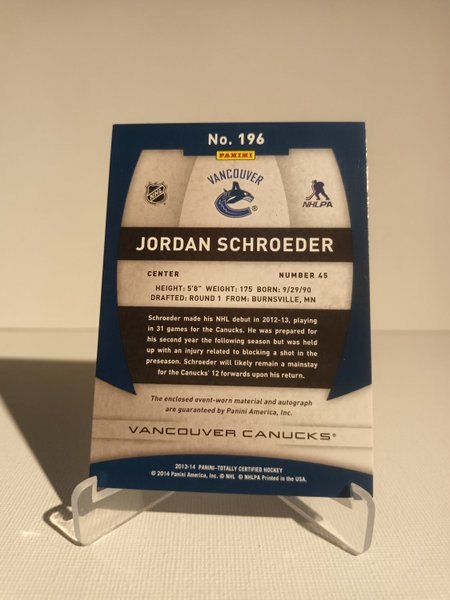 No. 196
PANINI
VANCOUVER
NHL
NHLPA
JORDAN SCHROEDER
CENTER NUMBER 45
HEIGHT: 5'8" WEIGHT: 175 BORN: 9/29/90
DRAFTED: ROUND 1 FROM: BURNSVILLE, MN
Schroeder made his NHL debut in 2012-13, playing
in 31 games for the Canucks. He was prepared for
his second year the following season but was held
up with an injury related to blocking a shot in the
preseason. Schroeder will likely remain a mainstay
for the Canucks' 12 forwards upon his return.
The enclosed event-worn material and autograph
are guaranteed by Panini America, Inc.
VANCOUVER CANUCKS®
2013-14 PANINI-TOTALLY CERTIFIED HOCKEY
© 2014 Panini America, Inc. © NHL © NHLPA Printed in the USA.